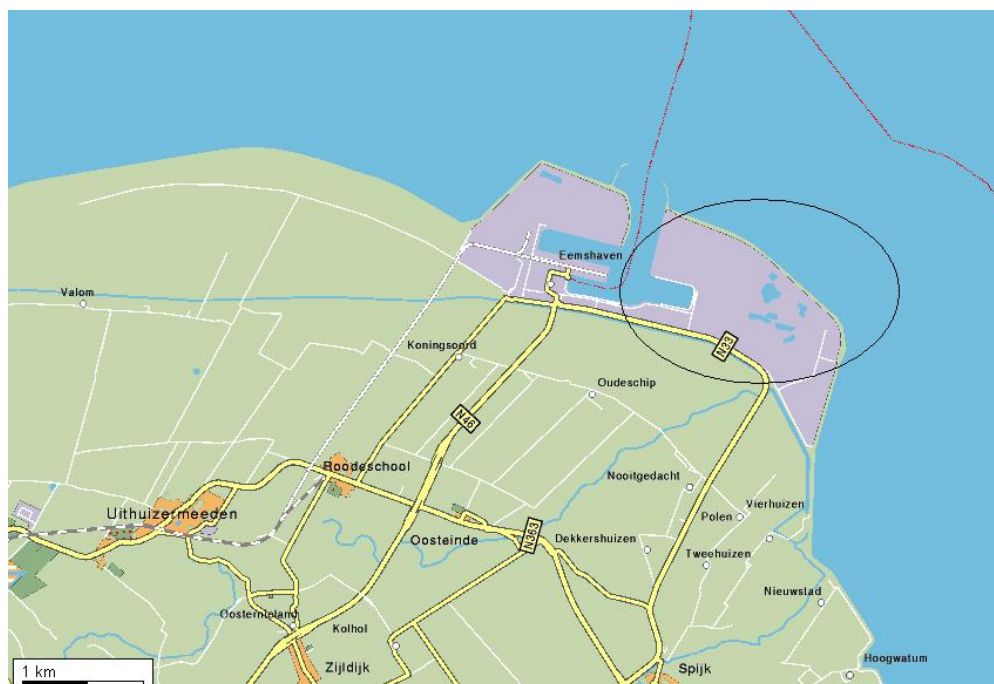 Eemshaven
Valom
Koningsoord
N33
Oudeschip
N46
Roodeschool
Nooitgedacht
Uithuizermeeden
Vierhuizen
Polen
Oosteinde
N363
Dekkershuizen
Tweehuizen
Nieuwstad
Oosternieland
Kolhol
Hoogwatum
Zijldijk
Spijk
1 km